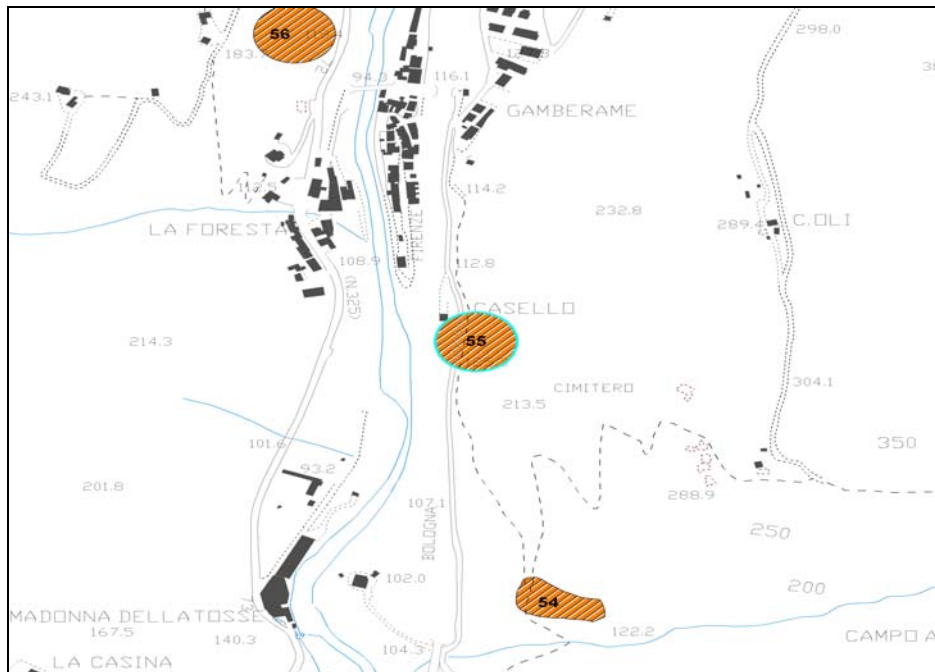 56
298.0
183.
94.3
116.1
243.1
GAMBERAME
112.5
114.2
232.8
LA FORESTA
FIRENZE
289.4
C.OLI
108.9
112.8
(N.325)
CASELLO
214.3
55
304.1
CIMITERO
213.5
101.6
350
93.2
201.8
107.1
288.9
BOLOGNA
250
102.0
200
54
MADONNA DELLATOSSE
167.5
140.3
122.2
104.3
CAMPO A
LA CASINA